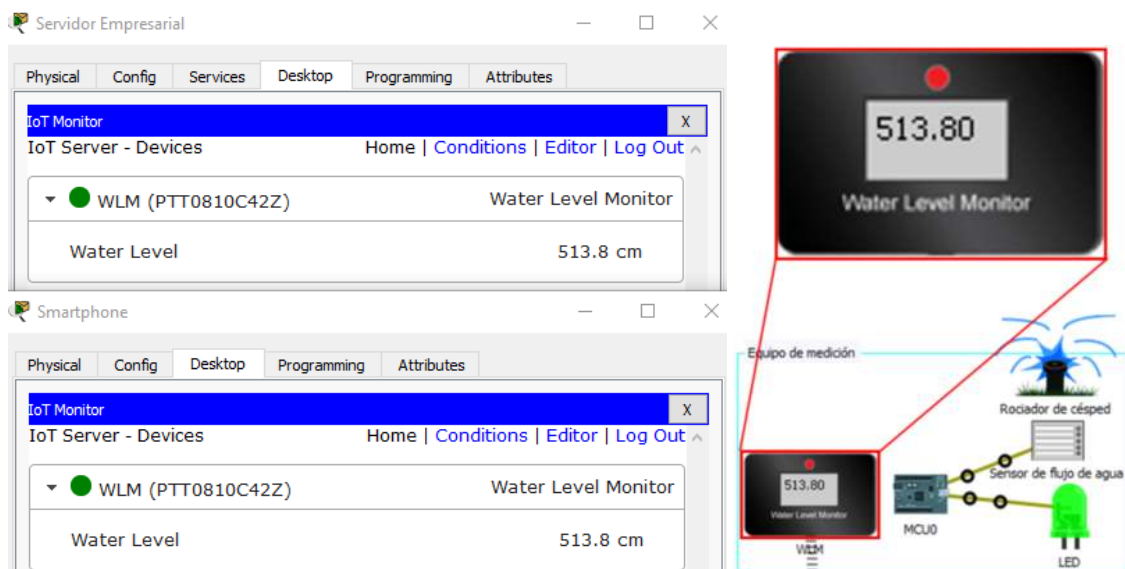 Servidor Empresarial
Physical Config Services Desktop Programming Attributes
IoT Monitor X
IoT Server - Devices Home | Conditions | Editor | Log Out
WLM (PTT0810C42Z) Water Level Monitor
Water Level 513.8 cm
Smartphone
Physical Config Desktop Programming Attributes
IoT Monitor X
IoT Server - Devices Home | Conditions | Editor | Log Out
WLM (PTT0810C42Z) Water Level Monitor
Water Level 513.8 cm
513.80
Water Level Monitor
Equipo de medición
Rociador de césped
Sensor de flujo de agua
513.80
Water Level Monitor
WLM
MCU0
LED